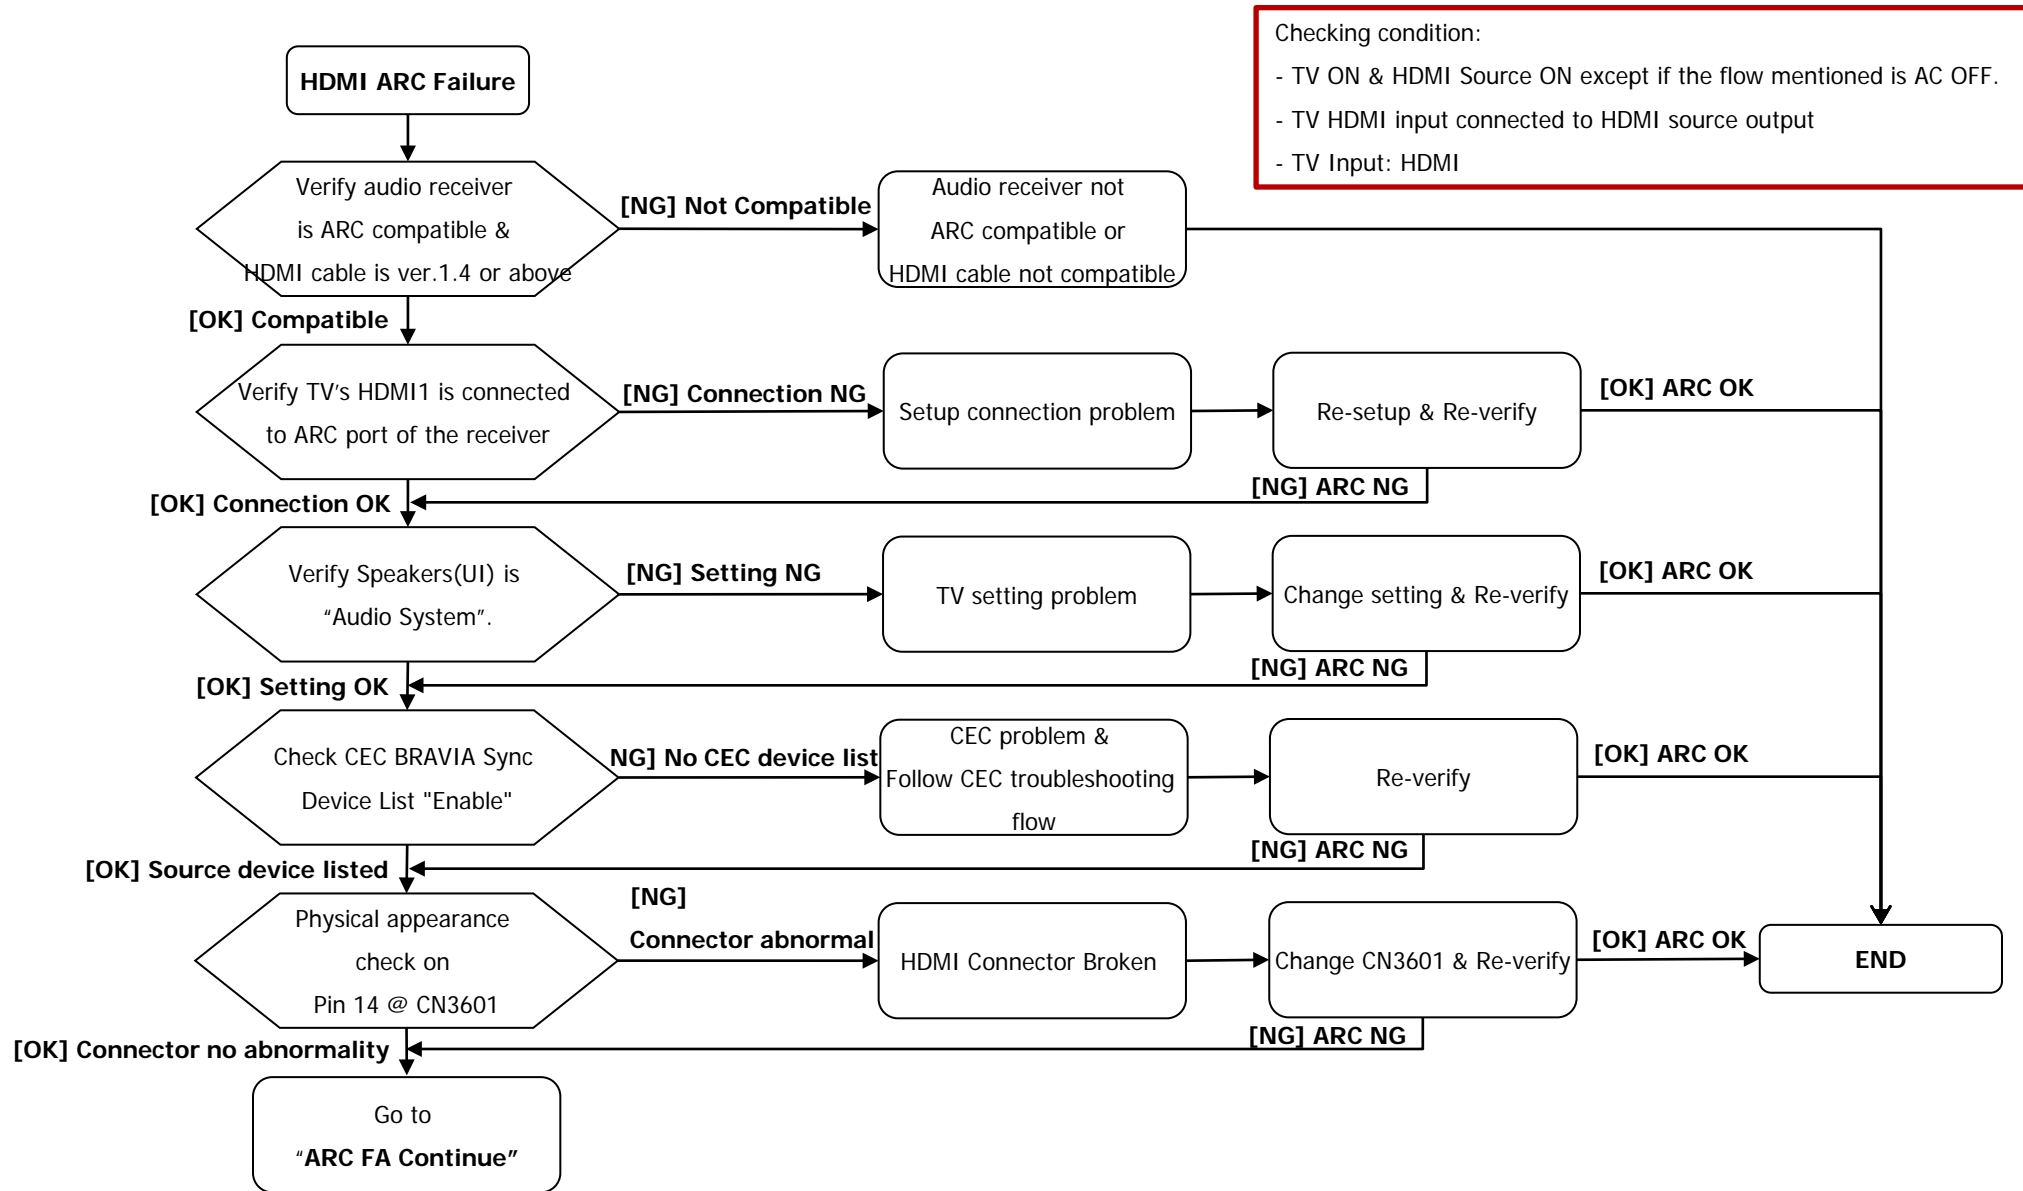 Checking condition:
- TV ON & HDMI Source ON except if the flow mentioned is AC OFF.
- TV HDMI input connected to HDMI source output
- TV Input: HDMI
HDMI ARC Failure
Verify audio receiver
is ARC compatible &
HDMI cable is ver.1.4 or above
[NG] Not Compatible
Audio receiver not
ARC compatible or
HDMI cable not compatible
[OK] Compatible
Verify TV’s HDMI1 is connected
to ARC port of the receiver
[NG] Connection NG
Setup connection problem
Re-setup & Re-verify
[OK] ARC OK
[NG] ARC NG
[OK] Connection OK
Verify Speakers(UI) is
“Audio System”.
[NG] Setting NG
TV setting problem
Change setting & Re-verify
[OK] ARC OK
[NG] ARC NG
[OK] Setting OK
Check CEC BRAVIA Sync
Device List "Enable"
NG] No CEC device list
CEC problem &
Follow CEC troubleshooting
flow
Re-verify
[OK] ARC OK
[NG] ARC NG
[OK] Source device listed
Physical appearance
check on
Pin 14 @ CN3601
[NG]
Connector abnormal
HDMI Connector Broken
Change CN3601 & Re-verify
[OK] ARC OK
END
[NG] ARC NG
[OK] Connector no abnormality
Go to
“ARC FA Continue”